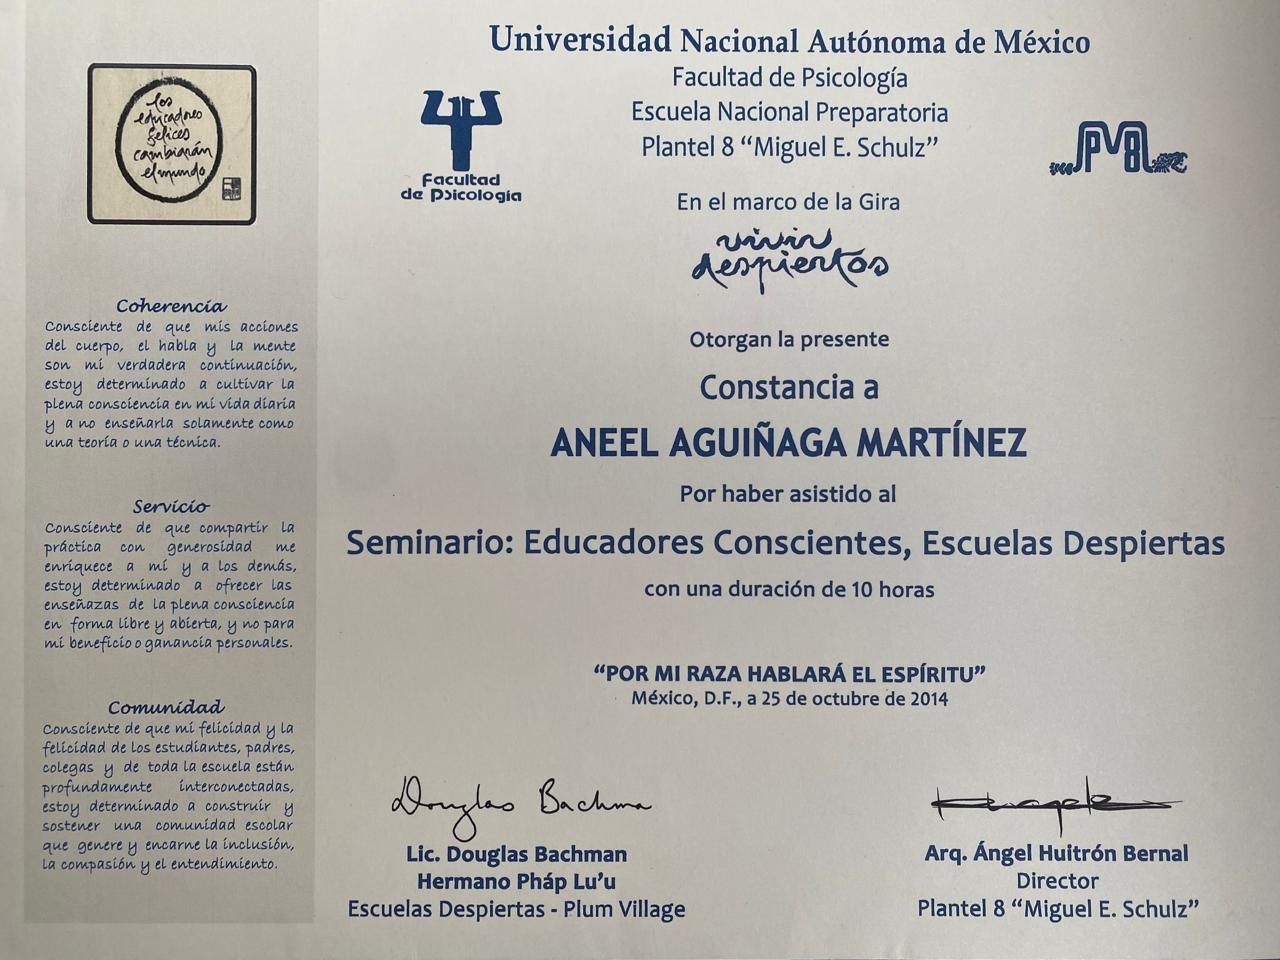 los
educadores
felices
cambiarán
el mundo
Coherencia
Consciente de que mis acciones
del cuerpo, el habla y la mente
son mi verdadera continuación,
estoy determinado a cultivar la
plena consciencia en mi vida diaria
y a no enseñarla solamente como
una teoría o una técnica.
Servicio
Consciente de que compartir la
práctica con generosidad me
enriquece a mí y a los demás,
estoy determinado a ofrecer las
enseñazas de la plena consciencia
en forma libre y abierta, y no para
mi beneficio o ganancia personales.
Comunidad
Consciente de que mi felicidad y la
felicidad de los estudiantes, padres,
colegas y de toda la escuela están
profundamente interconectadas,
estoy determinado a construir y
sostener una comunidad escolar
que genere y encarne la inclusión,
la compasión y el entendimiento.
Universidad Nacional Autónoma de México
Facultad de Psicología
Escuela Nacional Preparatoria
Plantel 8 “Miguel E. Schulz”
Facultad
de Psicología
En el marco de la Gira
vivir
despiertos
Otorgan la presente
Constancia a
ANEEL AGUIÑAGA MARTÍNEZ
Por haber asistido al
Seminario: Educadores Conscientes, Escuelas Despiertas
con una duración de 10 horas
“POR MI RAZA HABLARÁ EL ESPÍRITU”
México, D.F., a 25 de octubre de 2014
Douglas Bachman
Lic. Douglas Bachman
Hermano Pháp Lu’u
Escuelas Despiertas - Plum Village
Arq. Ángel Huitrón Bernal
Director
Plantel 8 “Miguel E. Schulz”